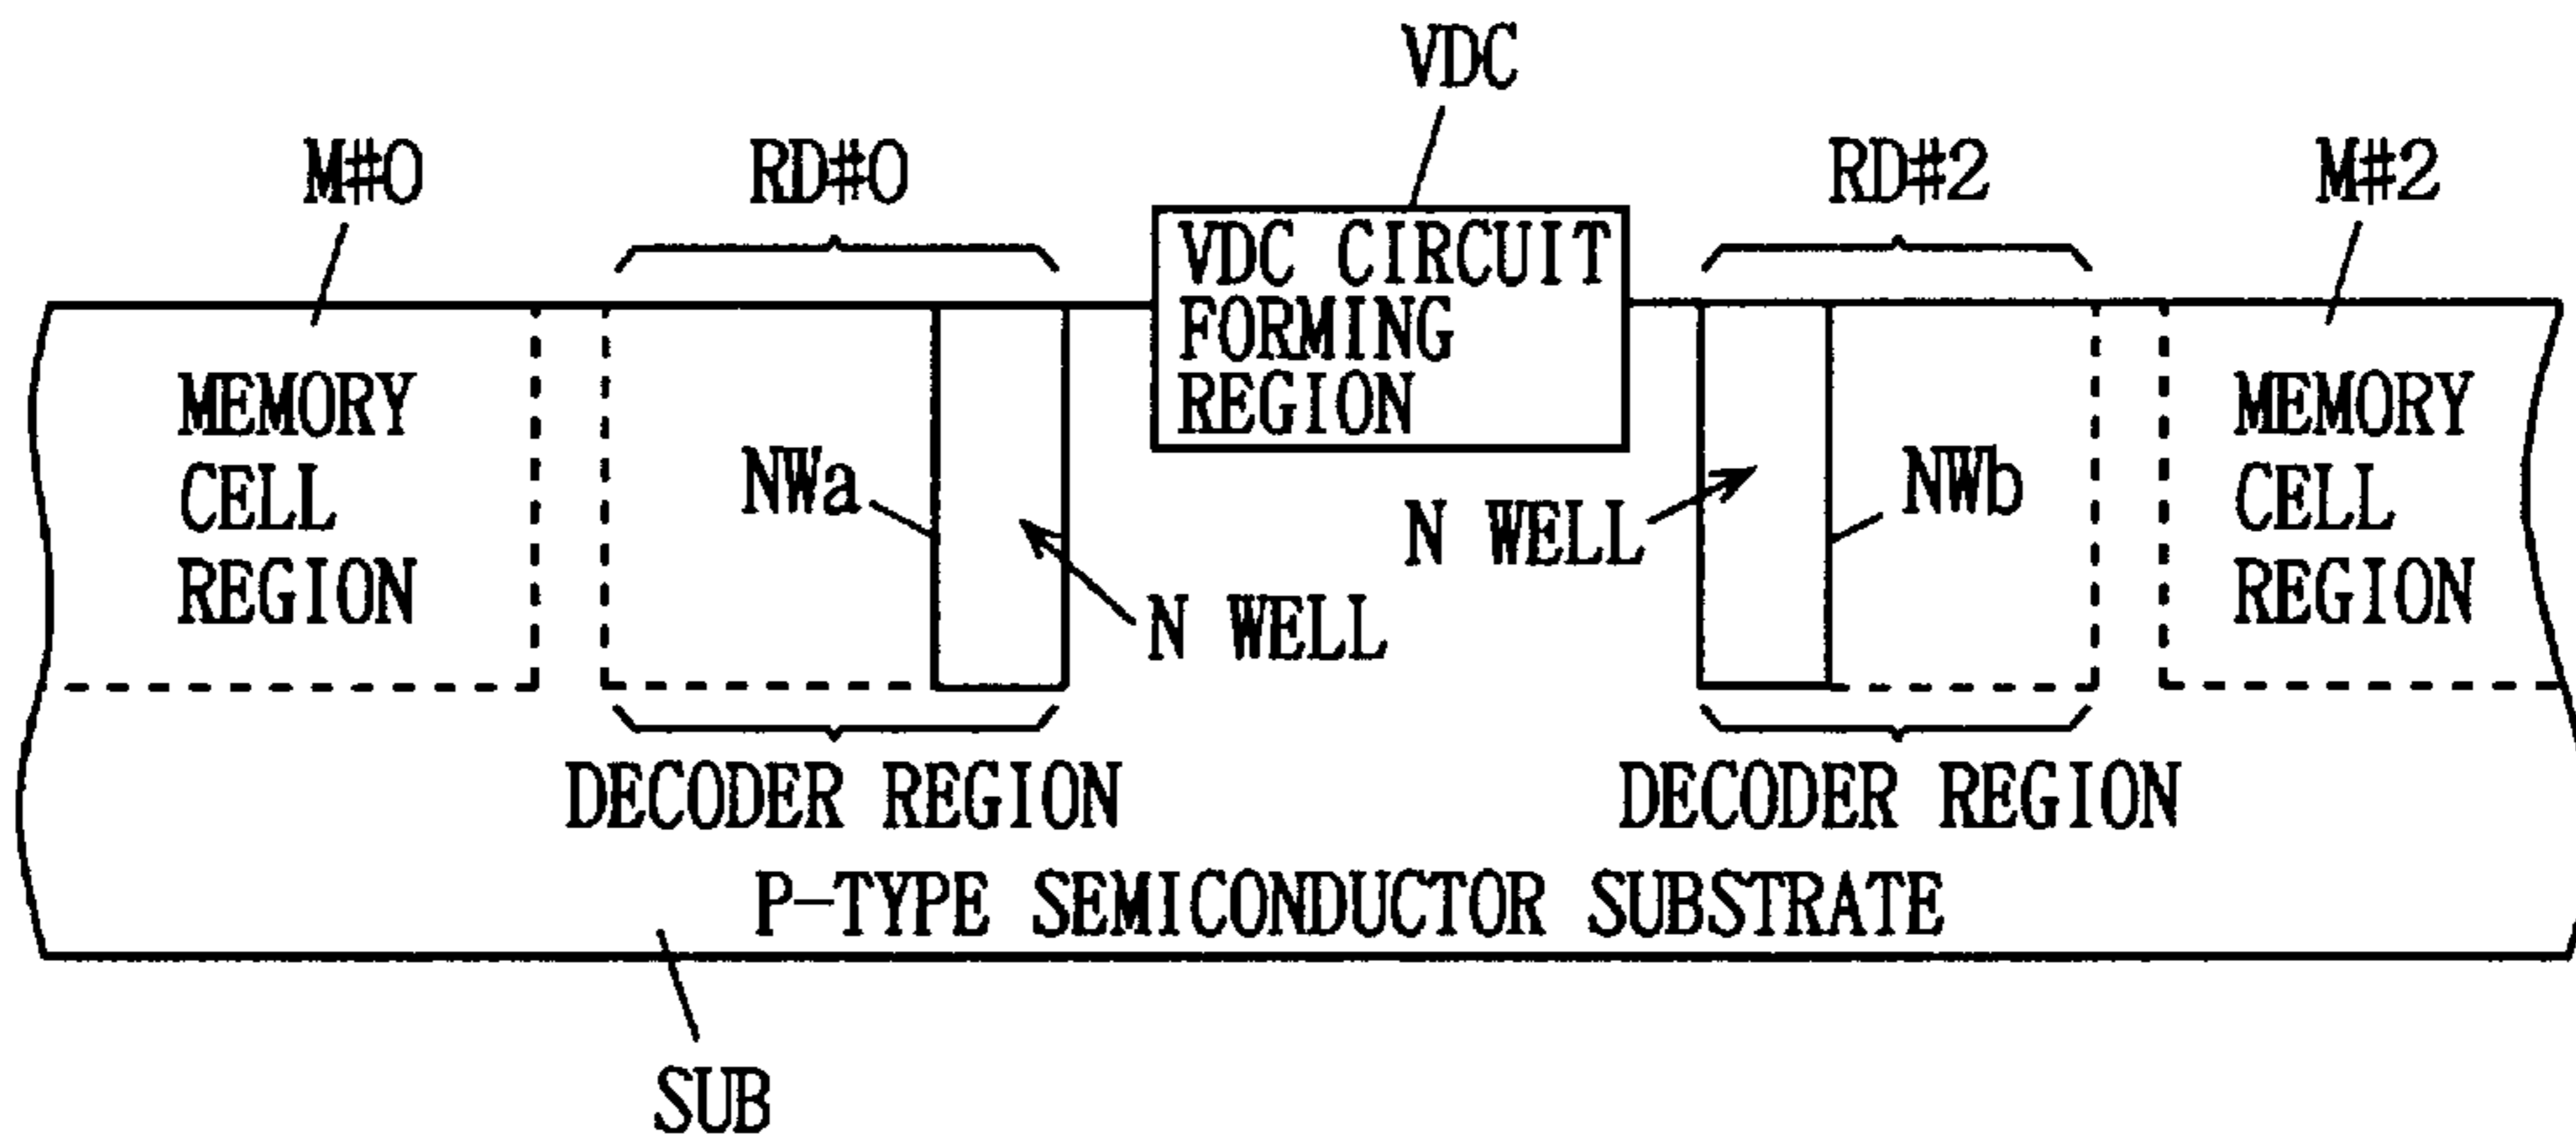 VDC
M#0
RD#0
RD#2
M#2
VDC CIRCUIT
FORMING
REGION
MEMORY
CELL
REGION
NWa
N WELL
N WELL
NWb
MEMORY
CELL
REGION
DECODER REGION
DECODER REGION
P-TYPE SEMICONDUCTOR SUBSTRATE
SUB